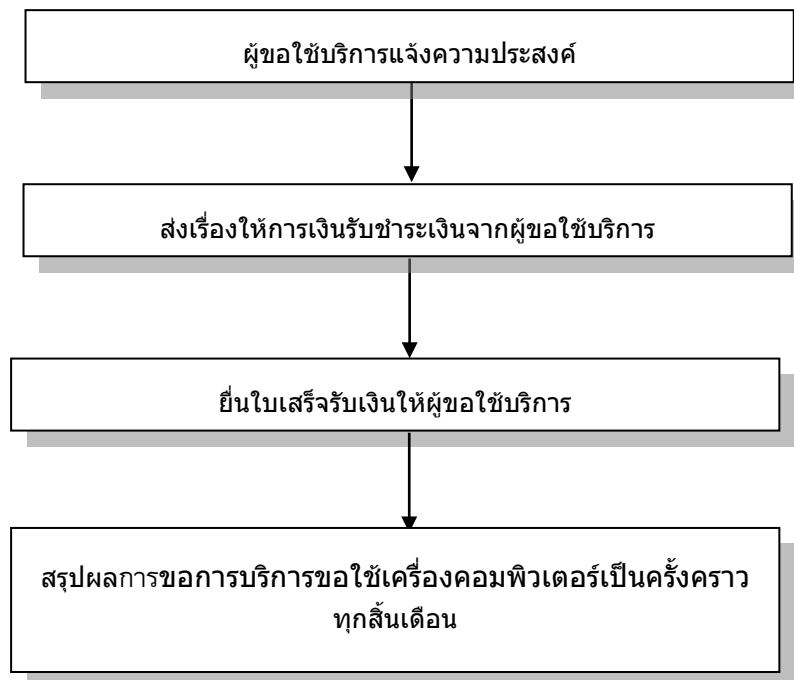 ผู้ขอใช้บริการแจ้งความประสงค์
ส่งเรื่องให้การเงินรับชำระเงินจากผู้ขอใช้บริการ
ยื่นใบเสร็จรับเงินให้ผู้ขอใช้บริการ
สรุปผลการขอการบริการขอใช้เครื่องคอมพิวเตอร์เป็นครั้งคราว
ทุกสิ้นเดือน